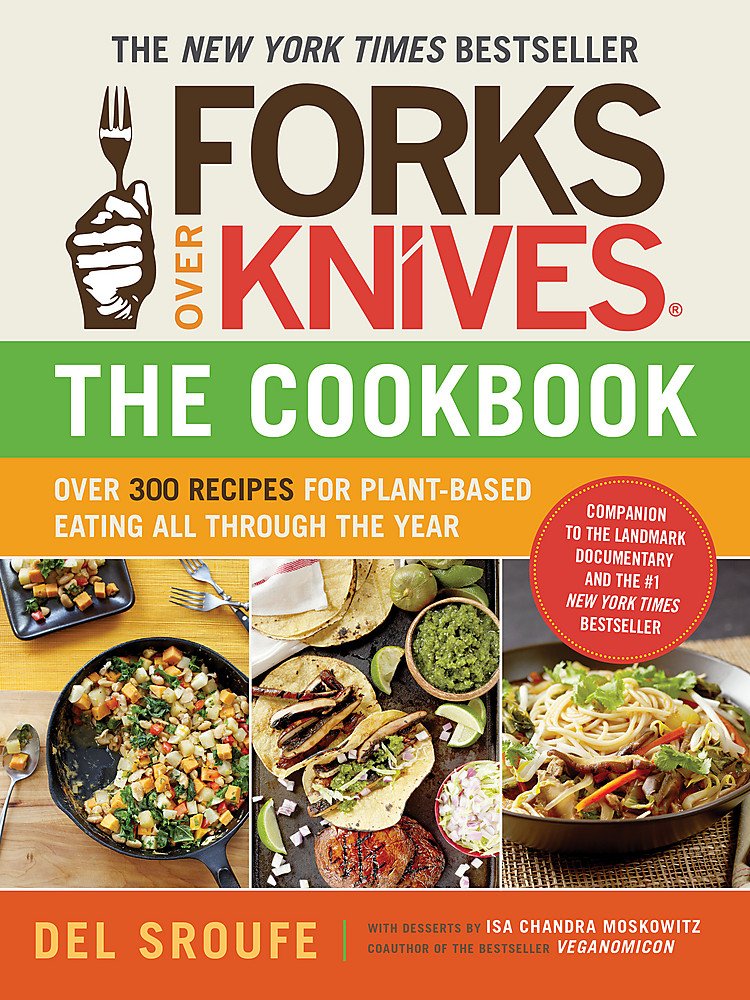 THE NEW YORK TIMES BESTSELLER
FORKS
OVER
KNIVES®
THE COOKBOOK
OVER 300 RECIPES FOR PLANT-BASED
EATING ALL THROUGH THE YEAR
COMPANION
TO THE LANDMARK
DOCUMENTARY
AND THE #1
NEW YORK TIMES
BESTSELLER
DEL SROUFE
WITH DESSERTS BY ISA CHANDRA MOSKOWITZ
COAUTHOR OF THE BESTSELLER VEGANOMICON